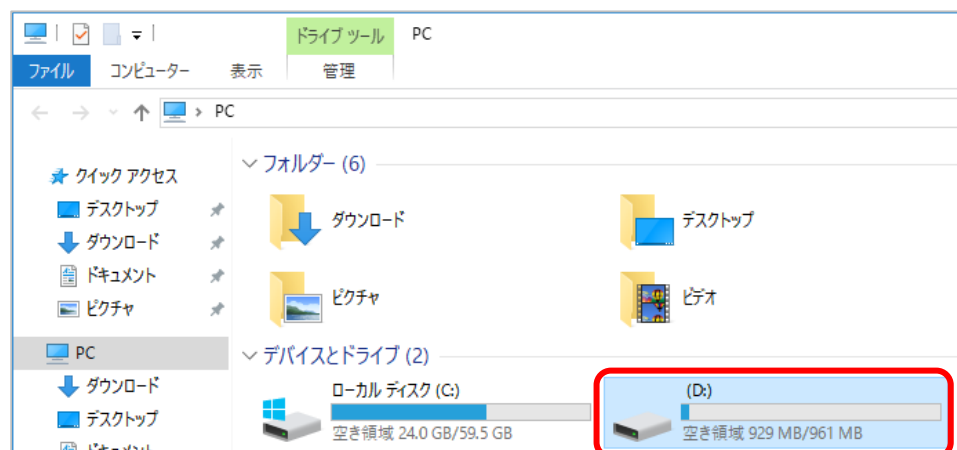 ドライブ ツール PC
ファイル コンピューター 表示 管理
PC
クイック アクセス
デスクトップ
ダウンロード
ドキュメント
ピクチャ
PC
ダウンロード
デスクトップ
フォルダー (6)
ダウンロード デスクトップ
ピクチャ ビデオ
デバイスとドライブ (2)
ローカル ディスク (C:)
空き領域 24.0 GB/59.5 GB
(D:)
空き領域 929 MB/961 MB